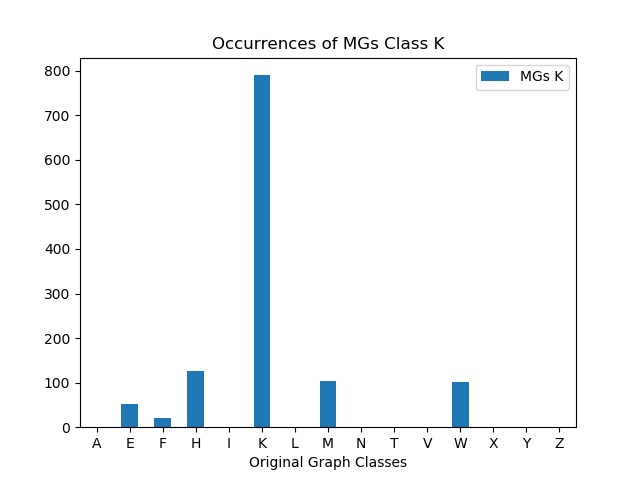 Occurrences of MGs Class K
MGs K
800
700
600
500
400
300
200
100
0
A E F H I K L M N T V W X Y Z
Original Graph Classes